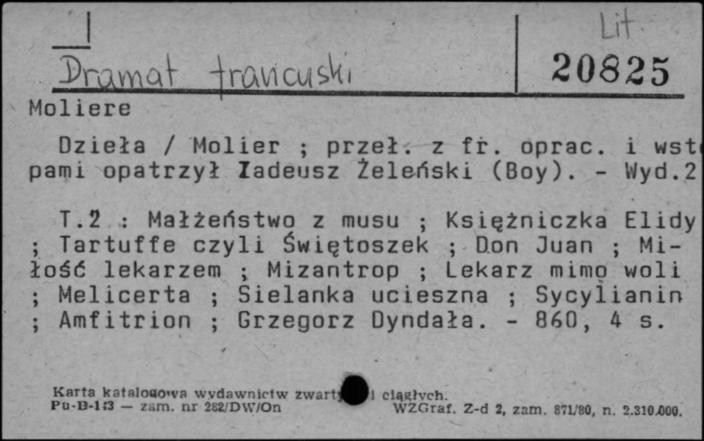 Lit.
Dramat francuski 20825
Moliere
Dzieła / Molier ; przeł. z fr. oprac. i wstę
pami opatrzył Tadeusz Żeleński (Boy). - Wyd.2
T.2 : Małżeństwo z musu ; Księżniczka Elidy
; Tartuffe czyli Świętoszek ; Don Juan ; Mi-
łość lekarzem ; Mizantrop ; Lekarz mimo woli
; Melicerta ; Sielanka ucieszna ; Sycylianin
; Amfitrion ; Grzegorz Dyndała. - 860, 4 s.
Karta katalogowa wydawnictw zwart i ciągłych.
Pu-B-113 — zam. nr 282/DW/On WZGraf. Z-d 2, zam. 871/80, n. 2.310.000.